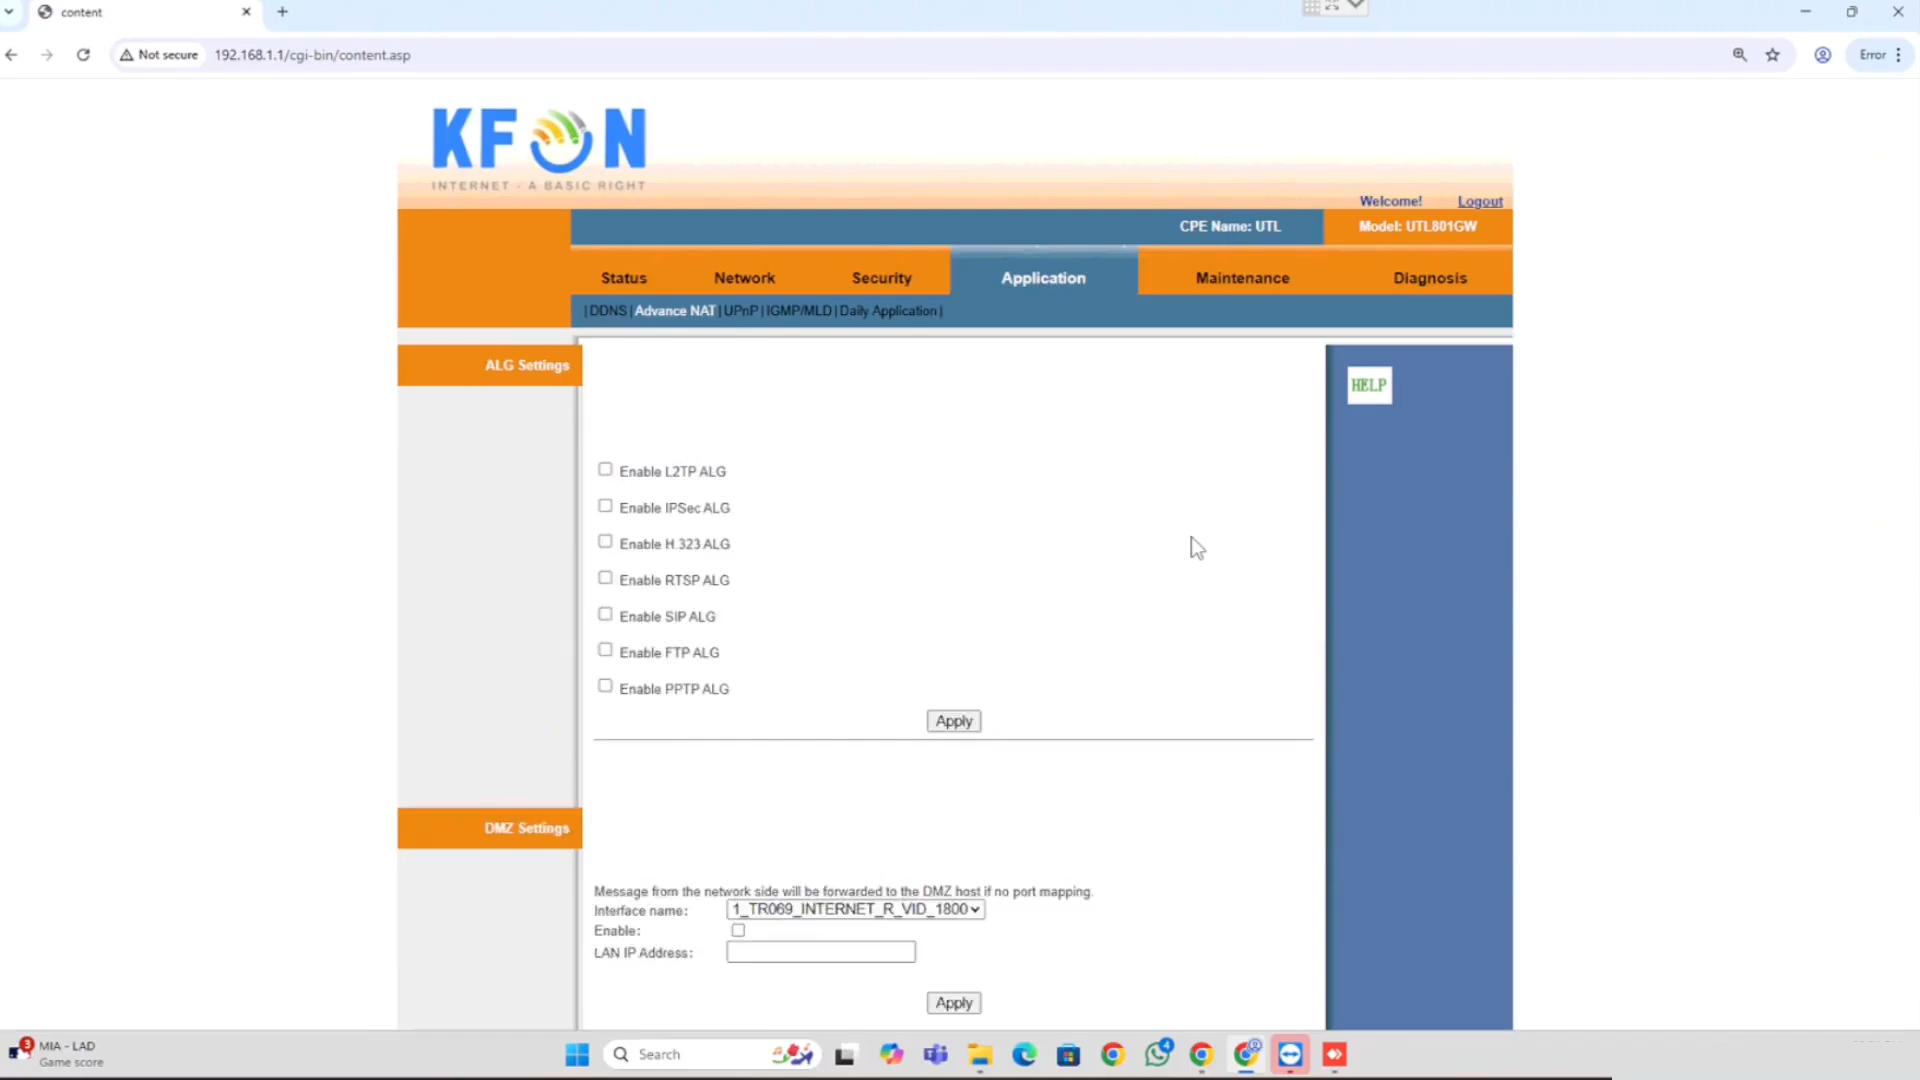 content
Not secure 192.168.1.1/cgi-bin/content.asp Error
KFON
INTERNET - A BASIC RIGHT
Welcome! Logout
CPE Name: UTL Model: UTL801GW
Status Network Security Application Maintenance Diagnosis
|DDNS|Advance NAT|UPnP|IGMP/MLD|Daily Application|
ALG Settings
HELP
Enable L2TP ALG
Enable IPSec ALG
Enable H.323 ALG
Enable RTSP ALG
Enable SIP ALG
Enable FTP ALG
Enable PPTP ALG
Apply
DMZ Settings
Message from the network side will be forwarded to the DMZ host if no port mapping.
Interface name: 1_TR069_INTERNET_R_VID_1800
Enable:
LAN IP Address:
Apply
3 MIA - LAD
Game score
Search
4